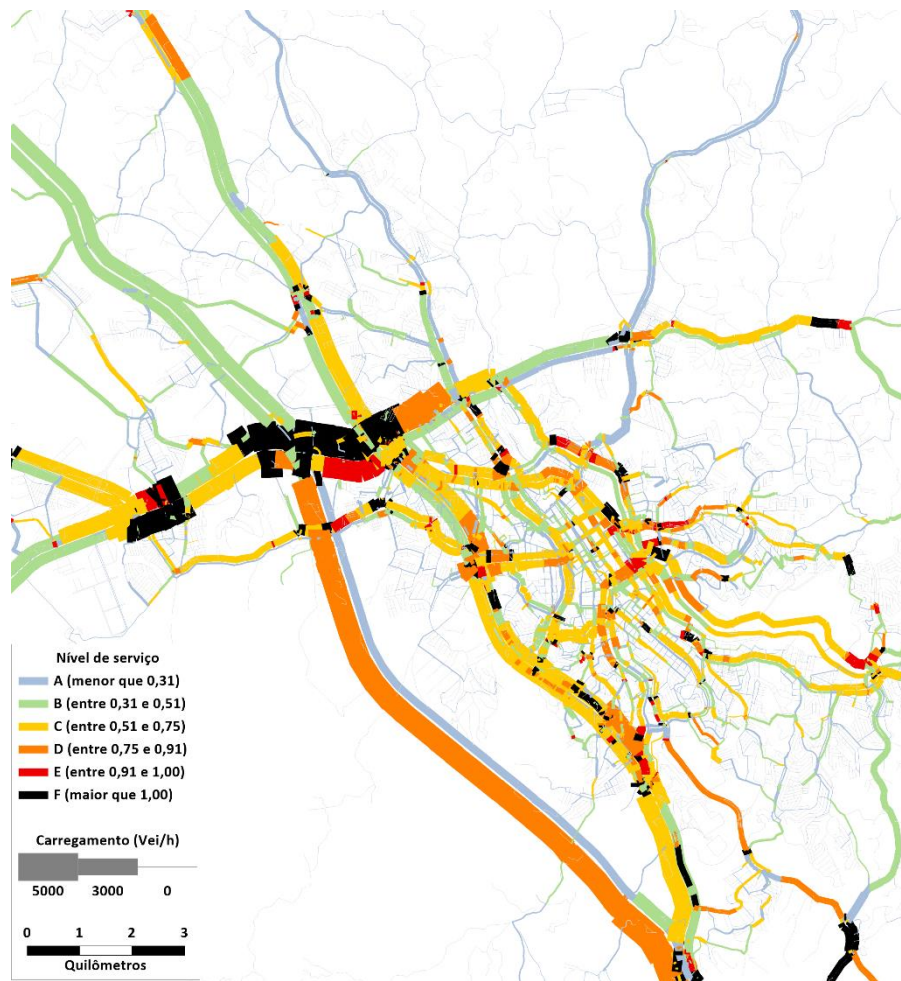 Nível de serviço
A (menor que 0,31)
B (entre 0,31 e 0,51)
C (entre 0,51 e 0,75)
D (entre 0,75 e 0,91)
E (entre 0,91 e 1,00)
F (maior que 1,00)
Carregamento (Vei/h)
5000 3000 0
0 1 2 3
Quilômetros